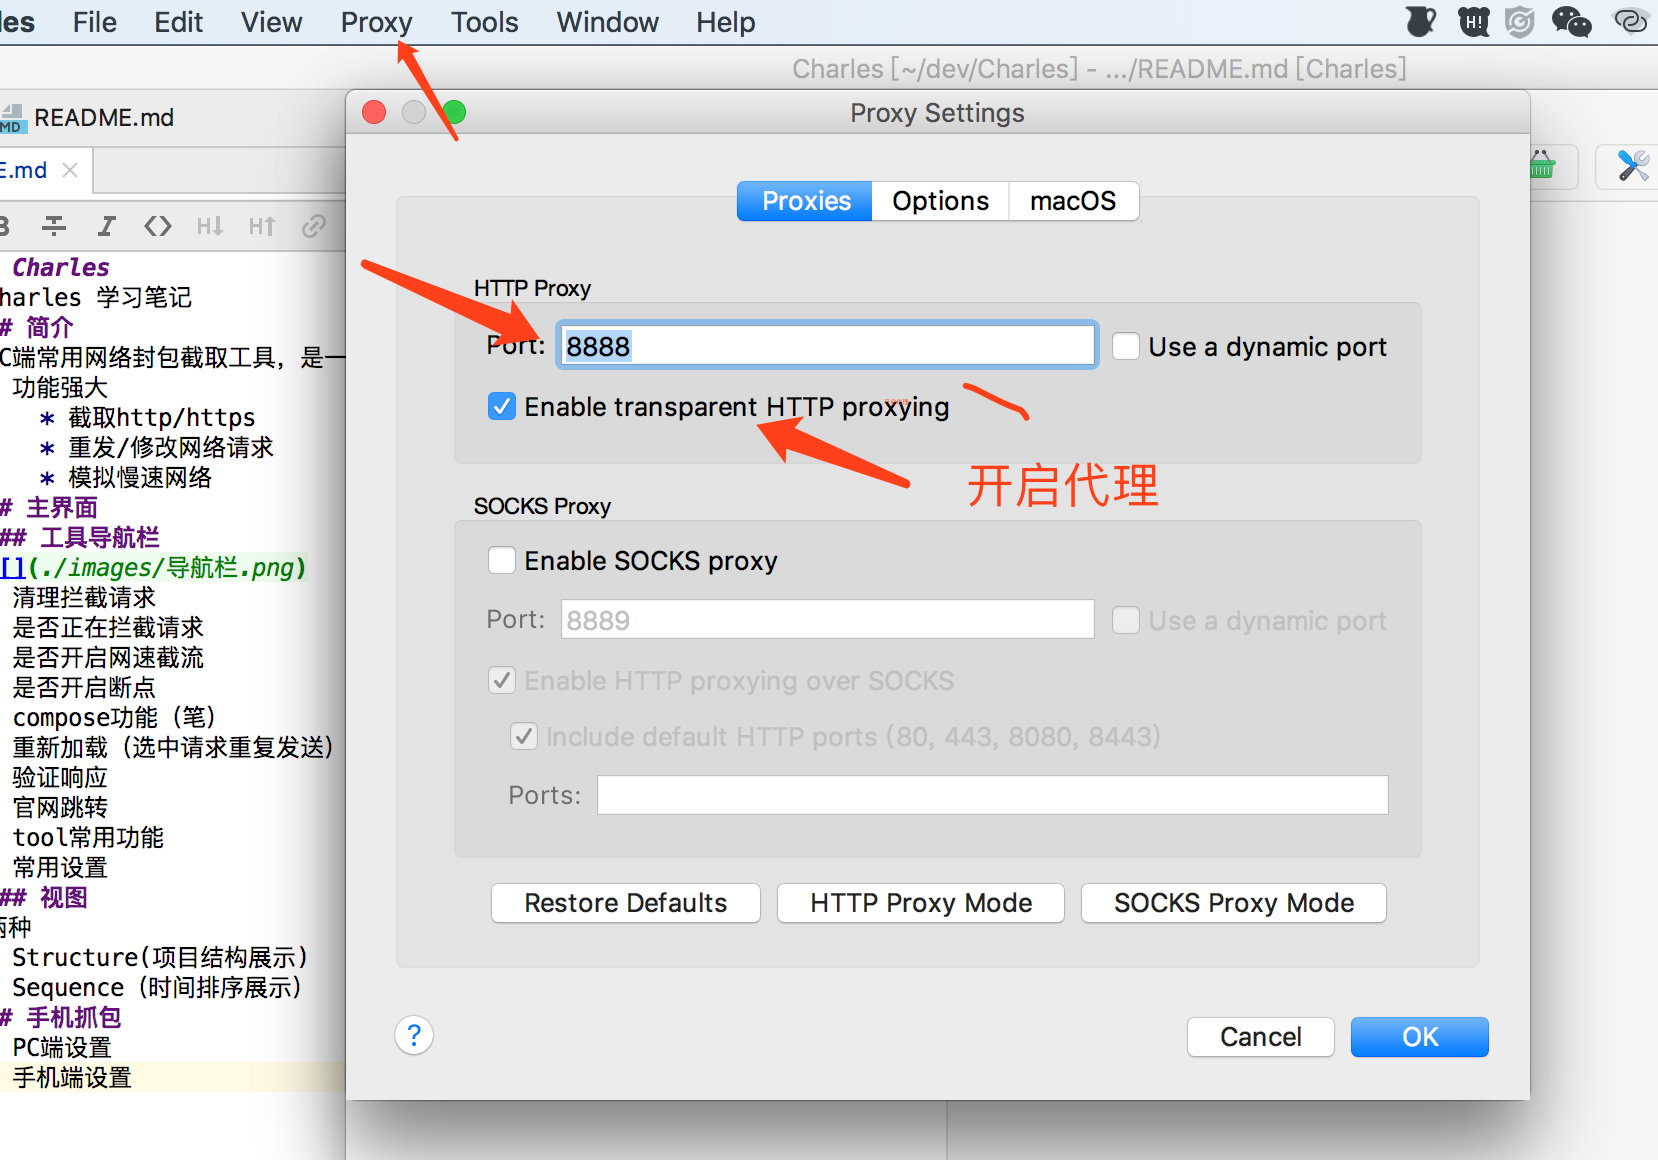 les File Edit View Proxy Tools Window Help
Charles [~/dev/Charles] - .../README.md [Charles]
README.md
E.md
Proxy Settings
Proxies Options macOS
HTTP Proxy
Port: 8888 Use a dynamic port
Enable transparent HTTP proxying
开启代理
SOCKS Proxy
Enable SOCKS proxy
Port: 8889 Use a dynamic port
Enable HTTP proxying over SOCKS
Include default HTTP ports (80, 443, 8080, 8443)
Ports:
Restore Defaults HTTP Proxy Mode SOCKS Proxy Mode
? Cancel OK
Charles
harles 学习笔记
# 简介
C端常用网络封包截取工具，是一
功能强大
* 截取http/https
* 重发/修改网络请求
* 模拟慢速网络
# 主界面
## 工具导航栏
[](./images/导航栏.png)
清理拦截请求
是否正在拦截请求
是否开启网速截流
是否开启断点
compose功能（笔）
重新加载（选中请求重复发送）
验证响应
官网跳转
tool常用功能
常用设置
## 视图
两种
Structure(项目结构展示)
Sequence（时间排序展示）
# 手机抓包
PC端设置
手机端设置